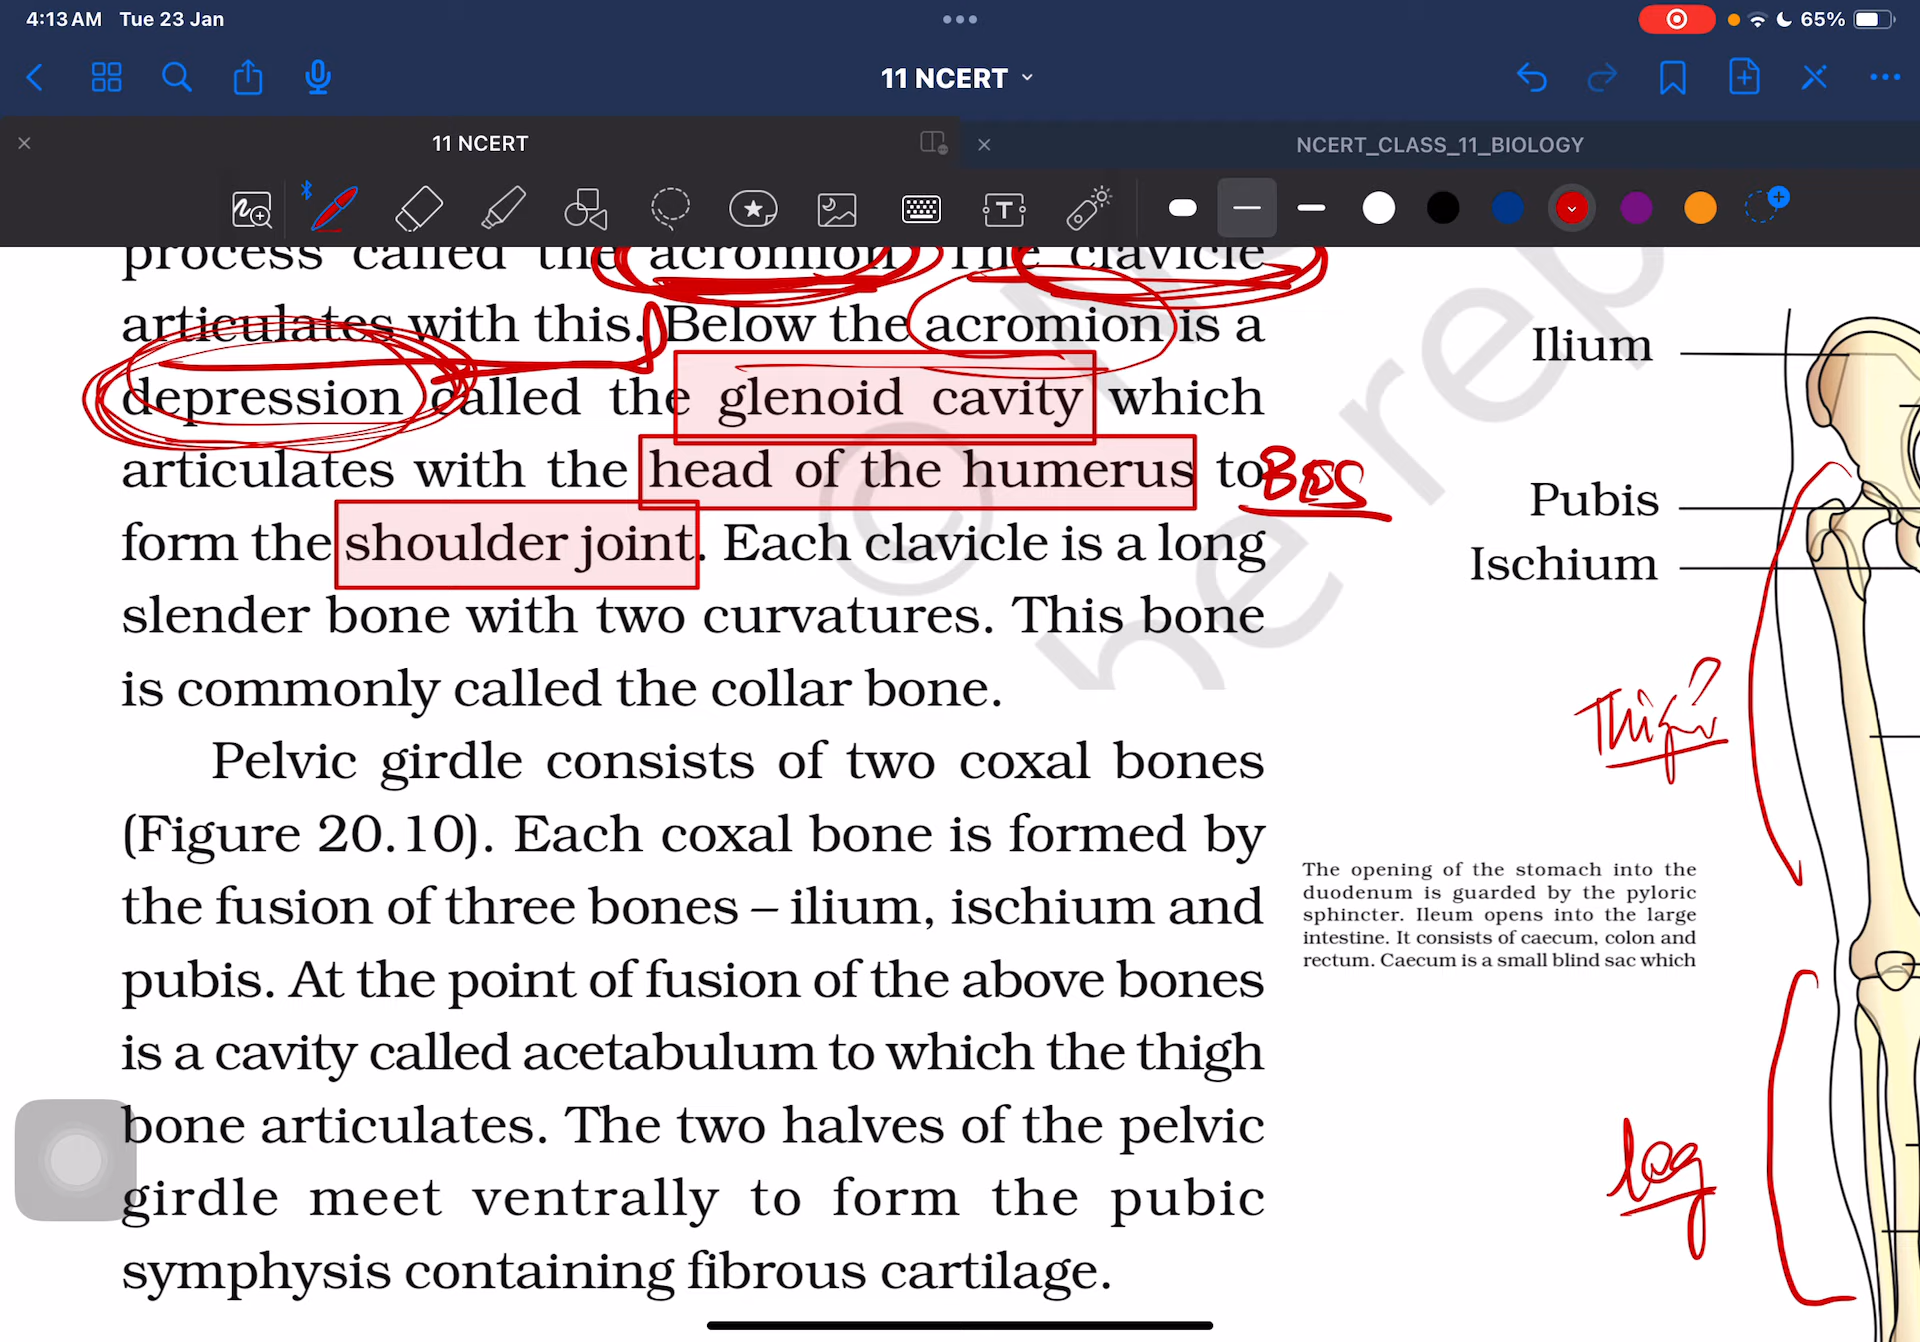 4:13 AM Tue 23 Jan
65%
11 NCERT
11 NCERT
NCERT_CLASS_11_BIOLOGY
process called the acromion. The clavicle
articulates with this. Below the acromion is a
depression called the glenoid cavity which
articulates with the head of the humerus to
form the shoulder joint. Each clavicle is a long
slender bone with two curvatures. This bone
is commonly called the collar bone.
Pelvic girdle consists of two coxal bones
(Figure 20.10). Each coxal bone is formed by
the fusion of three bones – ilium, ischium and
pubis. At the point of fusion of the above bones
is a cavity called acetabulum to which the thigh
bone articulates. The two halves of the pelvic
girdle meet ventrally to form the pubic
symphysis containing fibrous cartilage.
Ilium
Pubis
Ischium
Thigh
The opening of the stomach into the
duodenum is guarded by the pyloric
sphincter. Ileum opens into the large
intestine. It consists of caecum, colon and
rectum. Caecum is a small blind sac which
leg
© N
be rep